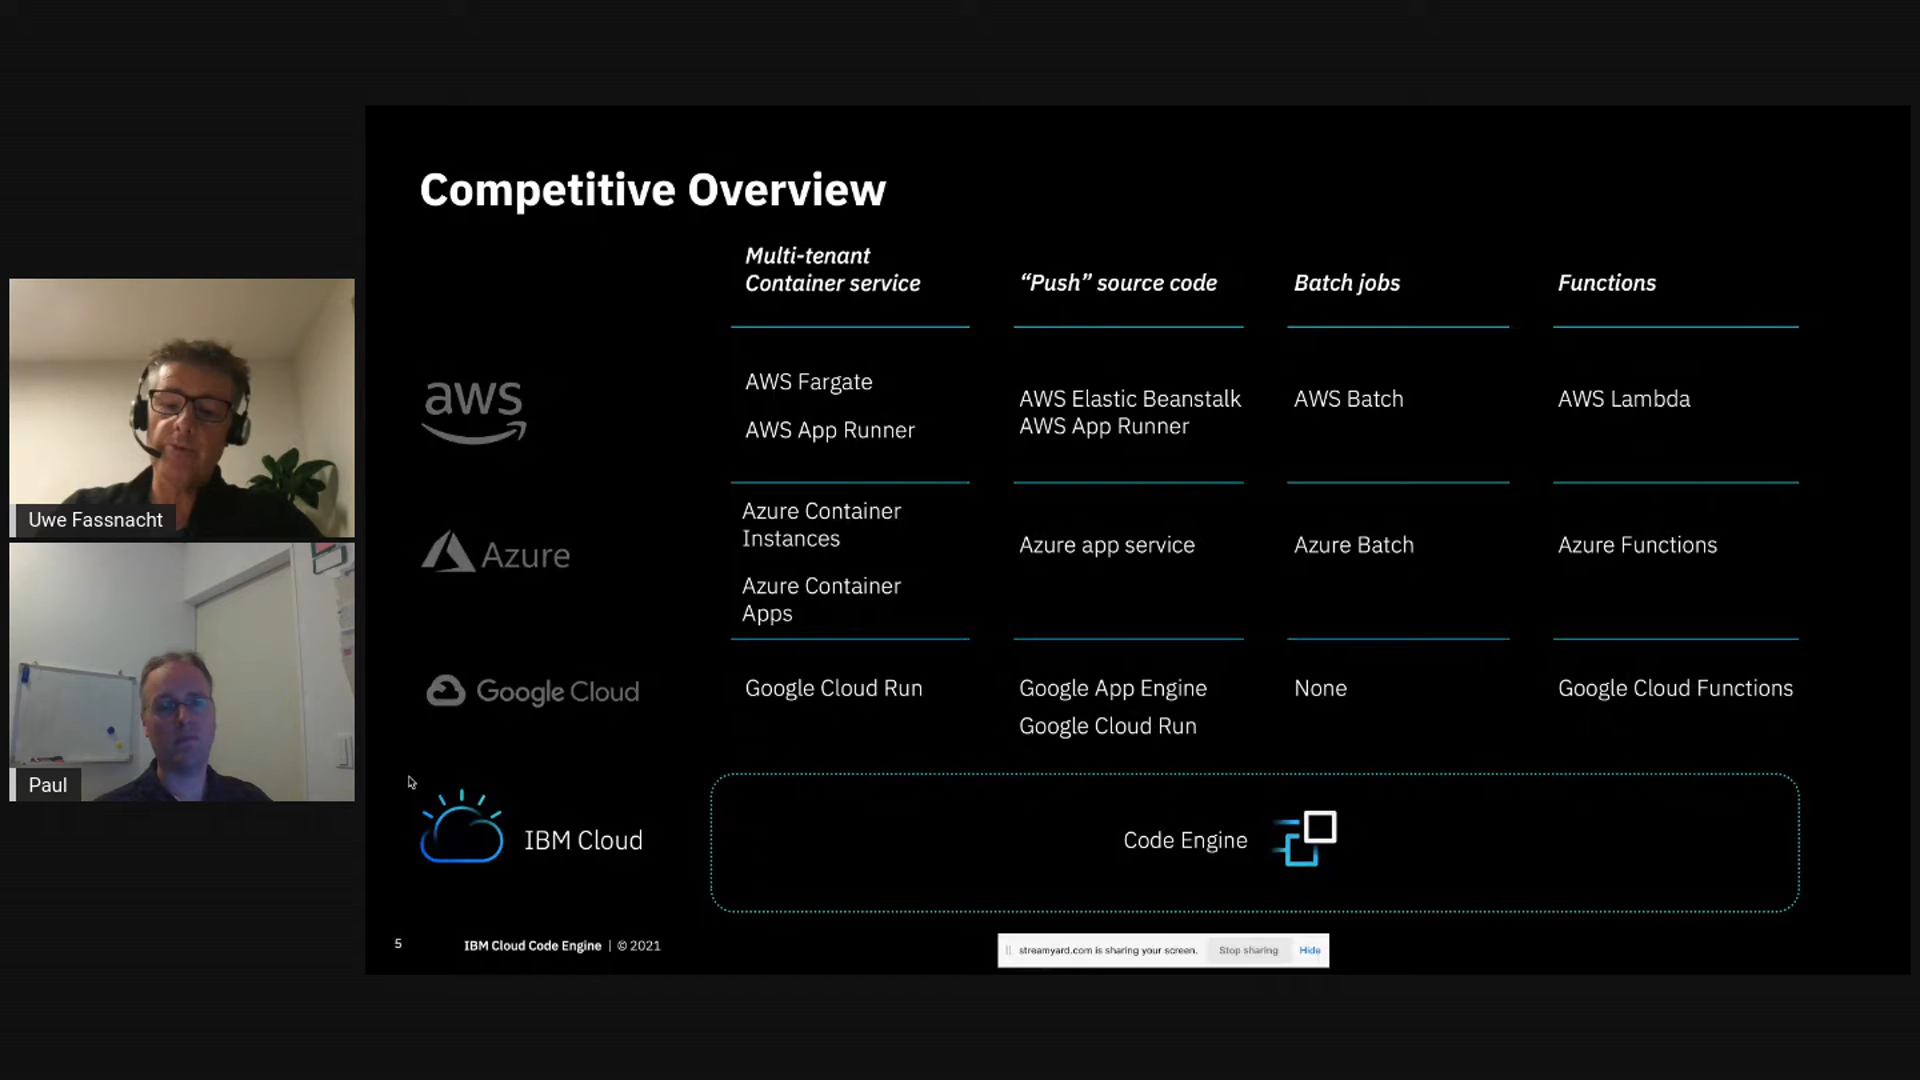 Competitive Overview
Multi-tenant
Container service
“Push” source code
Batch jobs
Functions
aws
AWS Fargate
AWS App Runner
AWS Elastic Beanstalk
AWS App Runner
AWS Batch
AWS Lambda
Azure
Azure Container
Instances
Azure Container
Apps
Azure app service
Azure Batch
Azure Functions
Google Cloud
Google Cloud Run
Google App Engine
Google Cloud Run
None
Google Cloud Functions
IBM Cloud
Code Engine
5
IBM Cloud Code Engine | © 2021
streamyard.com is sharing your screen. Stop sharing Hide
Uwe Fassnacht
Paul